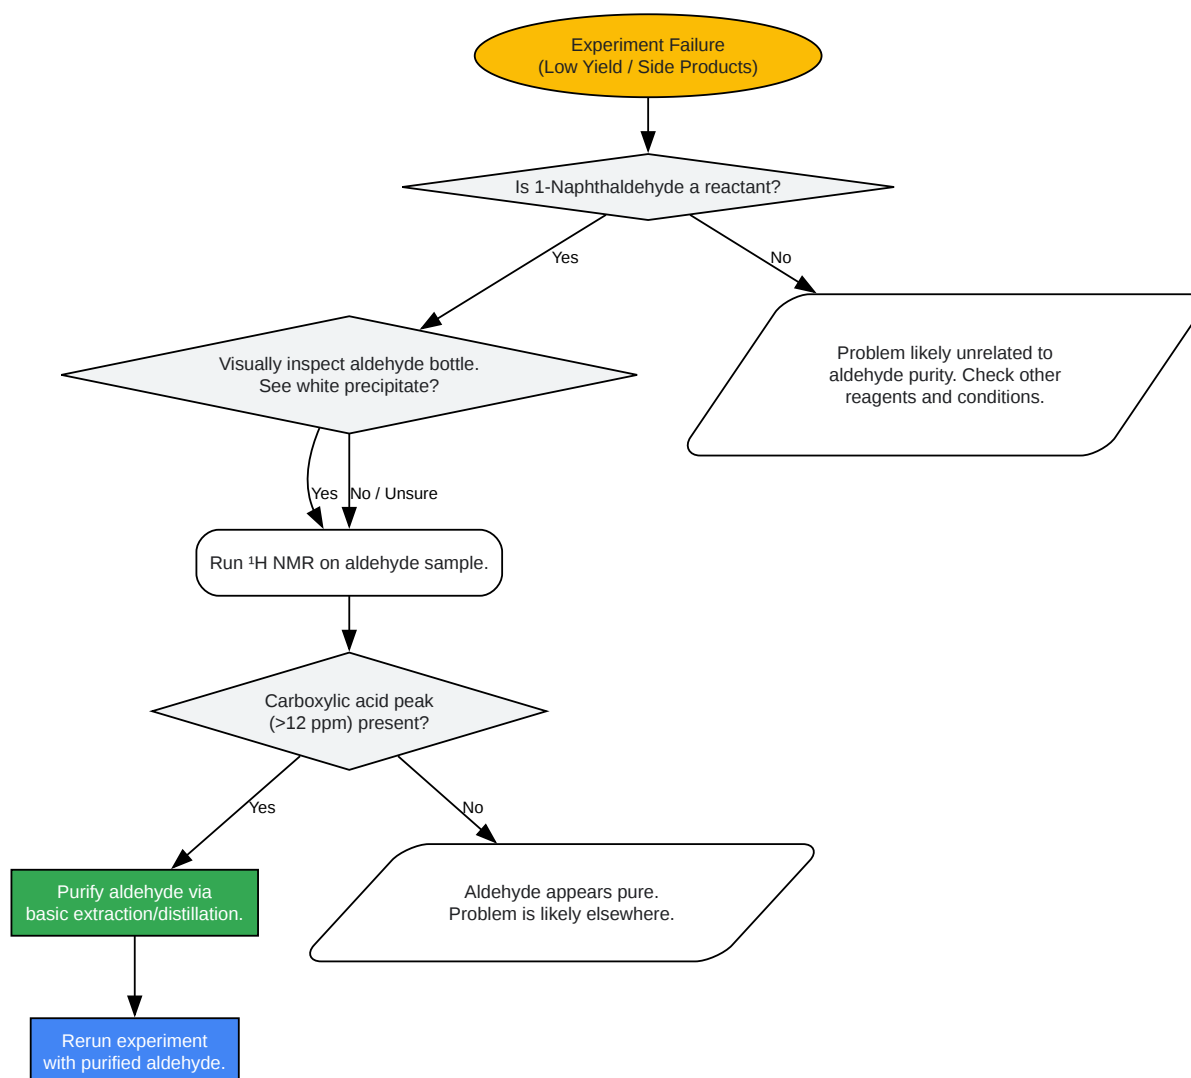 Experiment Failure
(Low Yield / Side Products)
Is 1-Naphthaldehyde a reactant?
Yes
No
Visually inspect aldehyde bottle.
See white precipitate?
Problem likely unrelated to
aldehyde purity. Check other
reagents and conditions.
Yes
No / Unsure
Run ¹H NMR on aldehyde sample.
Carboxylic acid peak
(>12 ppm) present?
Yes
No
Purify aldehyde via
basic extraction/distillation.
Aldehyde appears pure.
Problem is likely elsewhere.
Rerun experiment
with purified aldehyde.